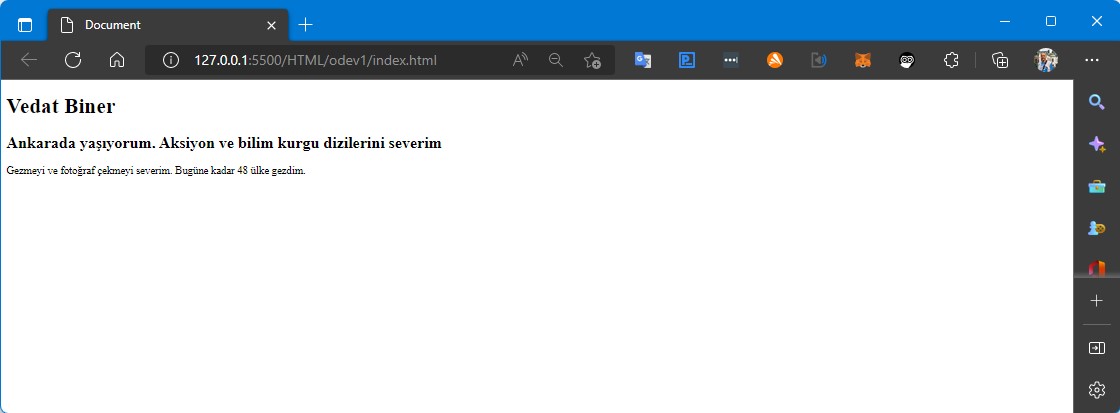 Document
127.0.0.1:5500/HTML/odev1/index.html
Vedat Biner
Ankarada yaşıyorum. Aksiyon ve bilim kurgu dizilerini severim
Gezmeyi ve fotoğraf çekmeyi severim. Bugüne kadar 48 ülke gezdim.